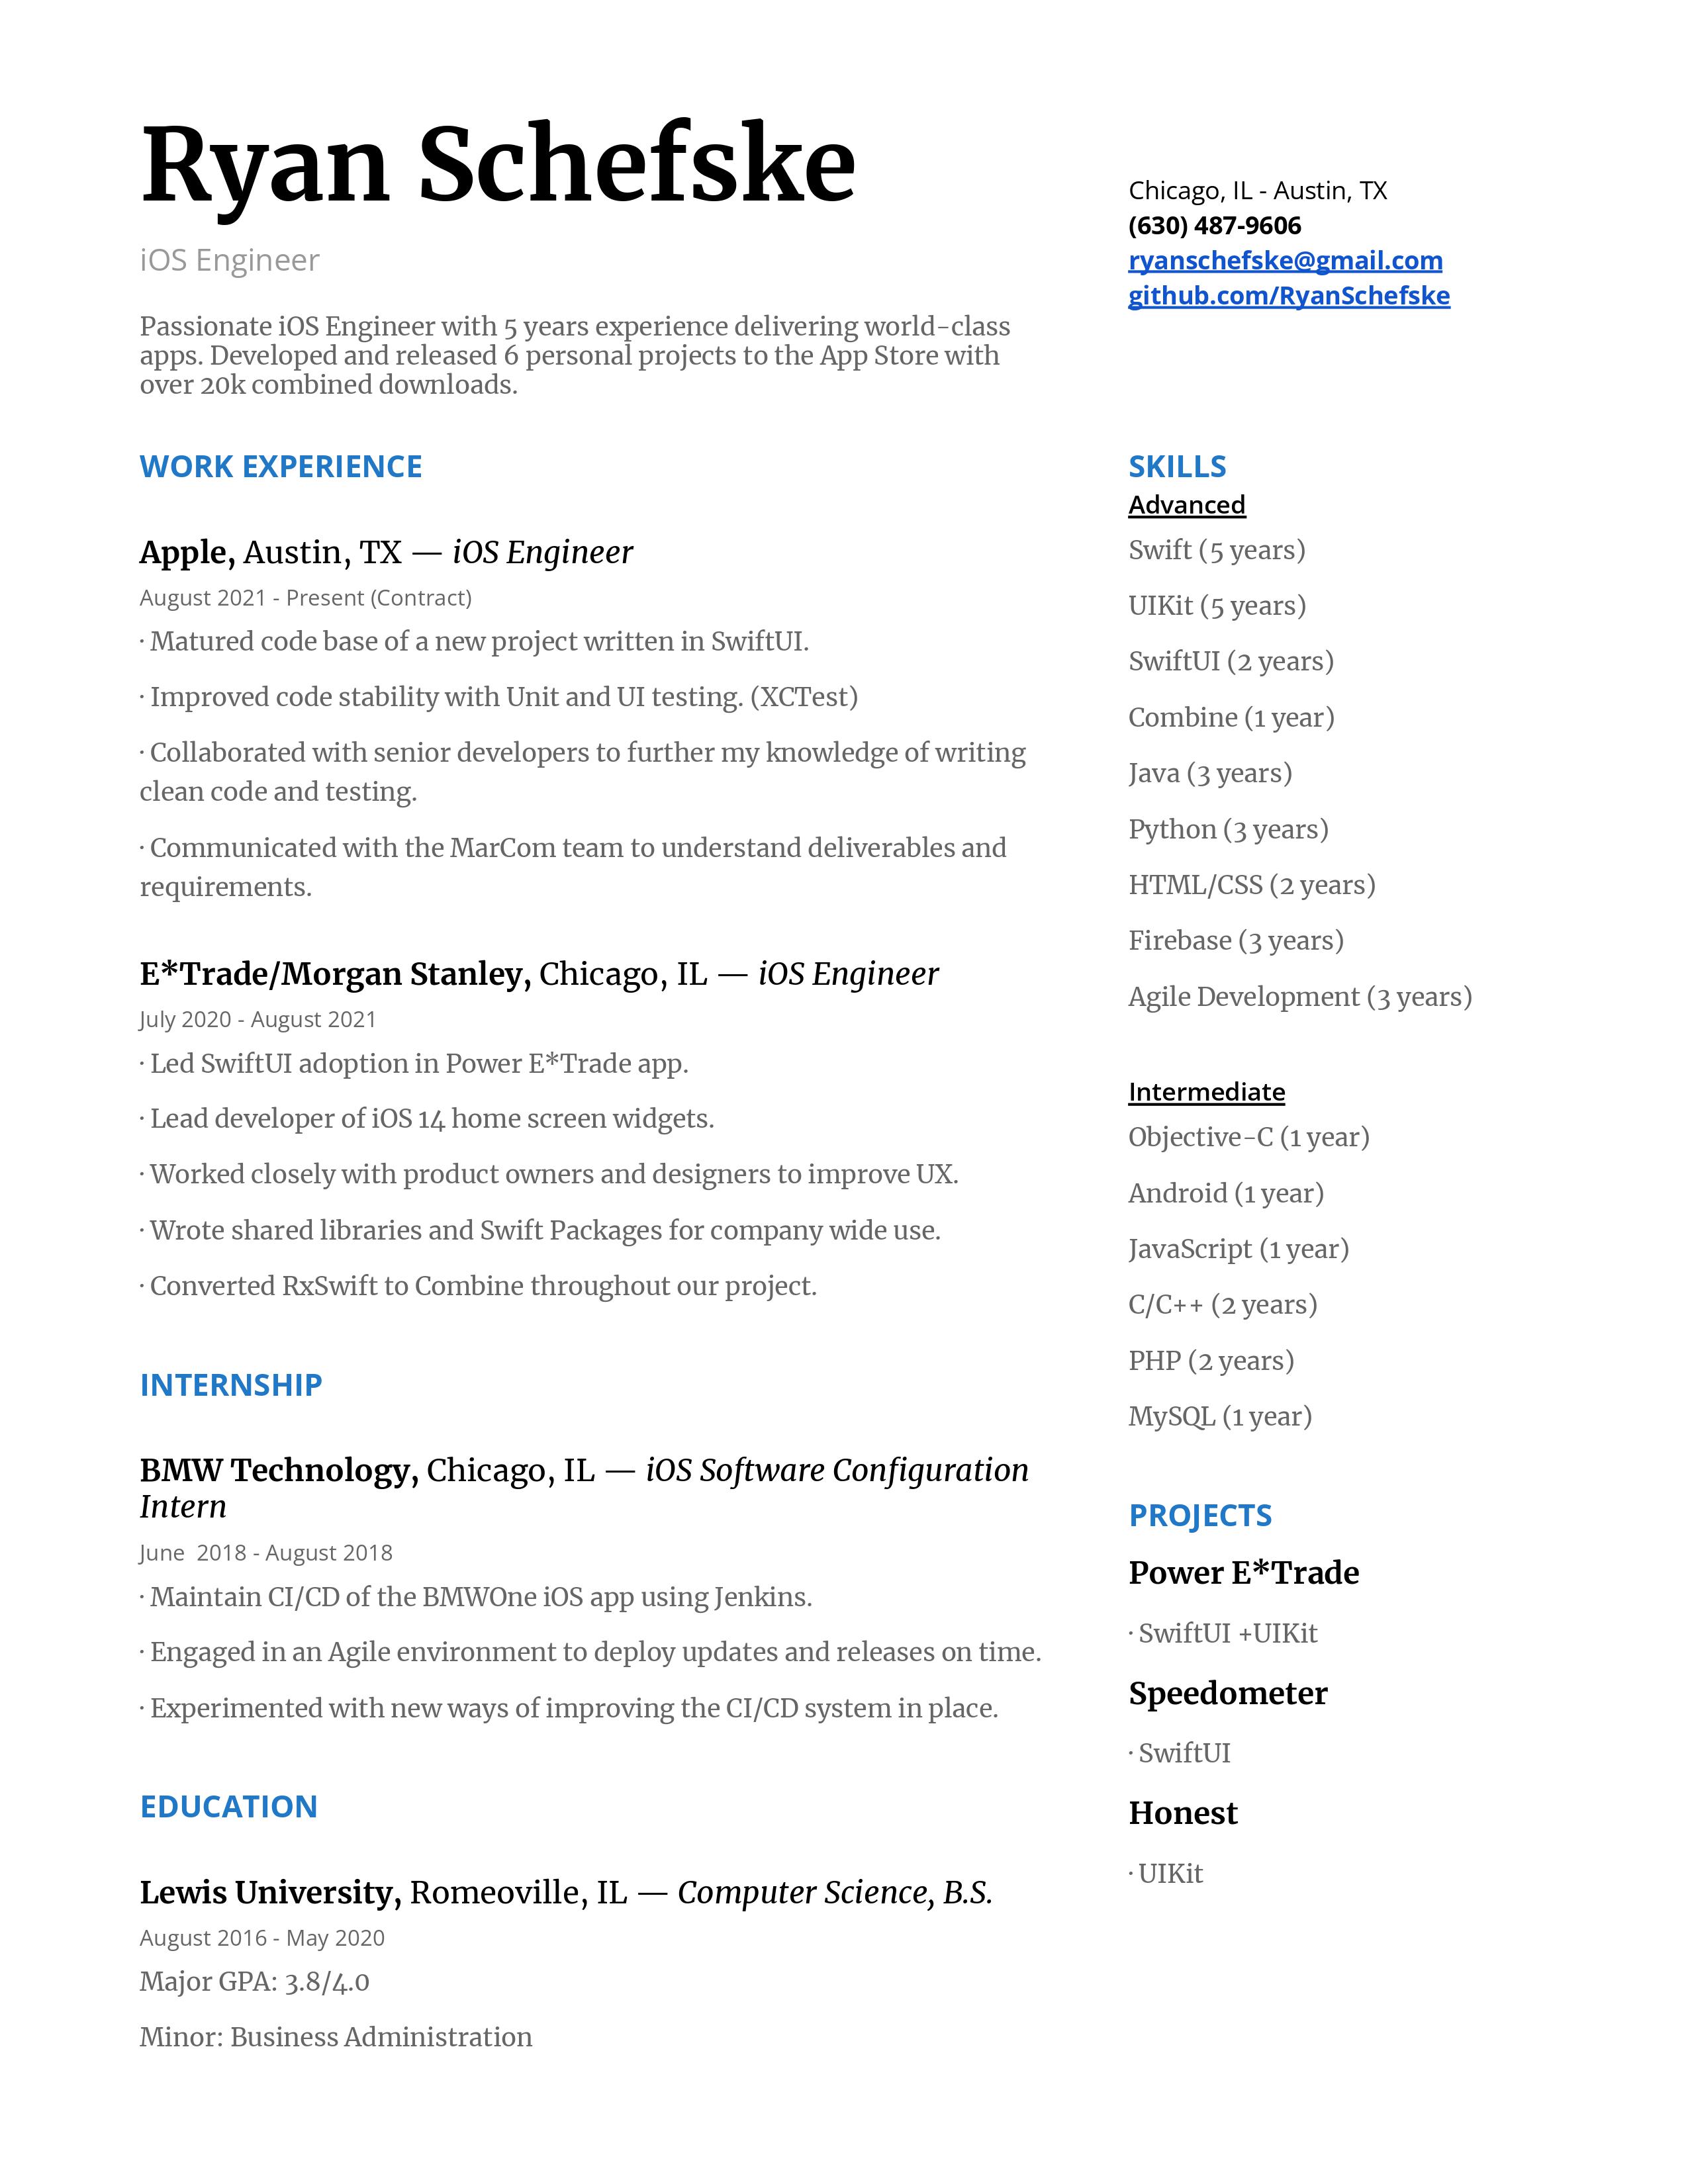 Ryan Schefske
iOS Engineer
Passionate iOS Engineer with 5 years experience delivering world-class
apps. Developed and released 6 personal projects to the App Store with
over 20k combined downloads.
Chicago, IL - Austin, TX
(630) 487-9606
ryanschefske@gmail.com
github.com/RyanSchefske
WORK EXPERIENCE
Apple, Austin, TX — iOS Engineer
August 2021 - Present (Contract)
· Matured code base of a new project written in SwiftUI.
· Improved code stability with Unit and UI testing. (XCTest)
· Collaborated with senior developers to further my knowledge of writing
clean code and testing.
· Communicated with the MarCom team to understand deliverables and
requirements.
E*Trade/Morgan Stanley, Chicago, IL — iOS Engineer
July 2020 - August 2021
· Led SwiftUI adoption in Power E*Trade app.
· Lead developer of iOS 14 home screen widgets.
· Worked closely with product owners and designers to improve UX.
· Wrote shared libraries and Swift Packages for company wide use.
· Converted RxSwift to Combine throughout our project.
INTERNSHIP
BMW Technology, Chicago, IL — iOS Software Configuration
Intern
June  2018 - August 2018
· Maintain CI/CD of the BMWOne iOS app using Jenkins.
· Engaged in an Agile environment to deploy updates and releases on time.
· Experimented with new ways of improving the CI/CD system in place.
EDUCATION
Lewis University, Romeoville, IL — Computer Science, B.S.
August 2016 - May 2020
Major GPA: 3.8/4.0
Minor: Business Administration
SKILLS
Advanced
Swift (5 years)
UIKit (5 years)
SwiftUI (2 years)
Combine (1 year)
Java (3 years)
Python (3 years)
HTML/CSS (2 years)
Firebase (3 years)
Agile Development (3 years)
Intermediate
Objective-C (1 year)
Android (1 year)
JavaScript (1 year)
C/C++ (2 years)
PHP (2 years)
MySQL (1 year)
PROJECTS
Power E*Trade
· SwiftUI +UIKit
Speedometer
· SwiftUI
Honest
· UIKit